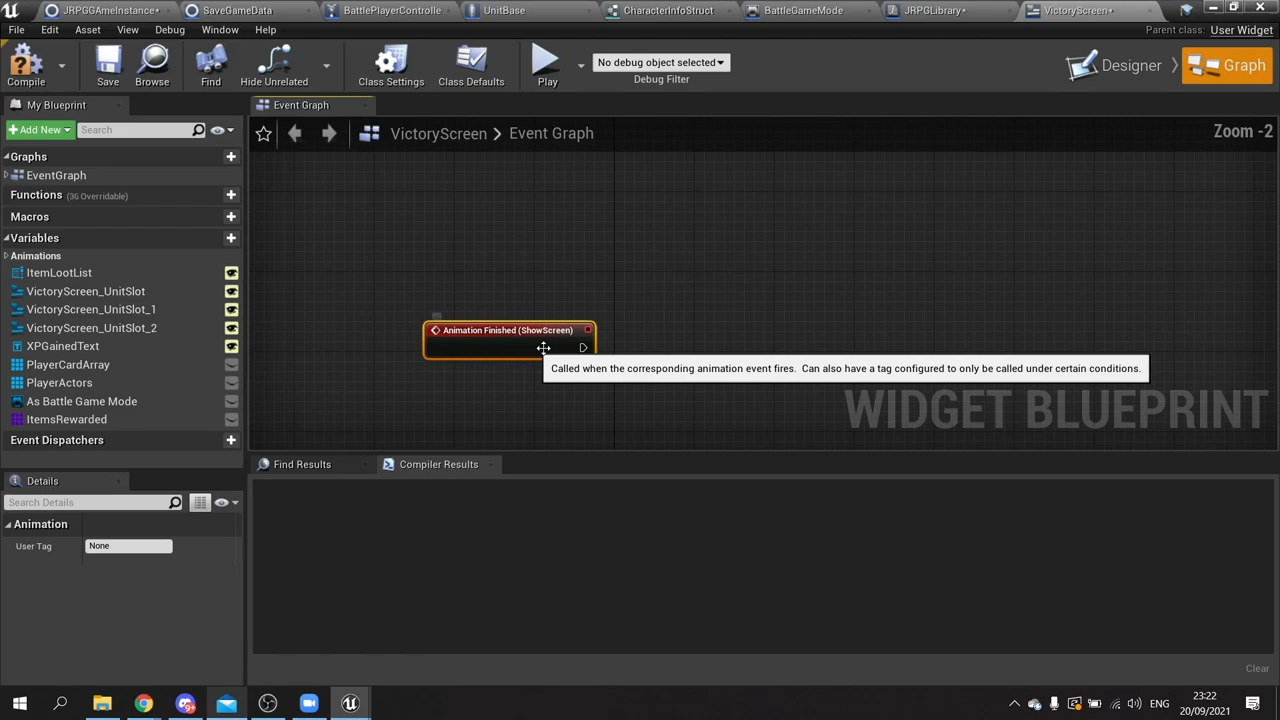 JRPGGAmeInstance*
SaveGameData
BattlePlayerControlle
UnitBase
CharacterInfoStruct
BattleGameMode
JRPGLibrary*
VictoryScreen*
File
Edit
Asset
View
Debug
Window
Help
Parent class: User Widget
Compile
Save
Browse
Find
Hide Unrelated
Class Settings
Class Defaults
Play
No debug object selected
Debug Filter
Designer
Graph
My Blueprint
Event Graph
Add New
Search
VictoryScreen > Event Graph
Zoom -2
Graphs
EventGraph
Functions (36 Overridable)
Macros
Variables
Animations
ItemLootList
VictoryScreen_UnitSlot
VictoryScreen_UnitSlot_1
VictoryScreen_UnitSlot_2
XPGainedText
PlayerCardArray
PlayerActors
As Battle Game Mode
ItemsRewarded
Event Dispatchers
Animation Finished (ShowScreen)
Called when the corresponding animation event fires. Can also have a tag configured to only be called under certain conditions.
WIDGET BLUEPRINT
Find Results
Compiler Results
Details
Search Details
Animation
User Tag
None
Clear
ENG
23:22
20/09/2021